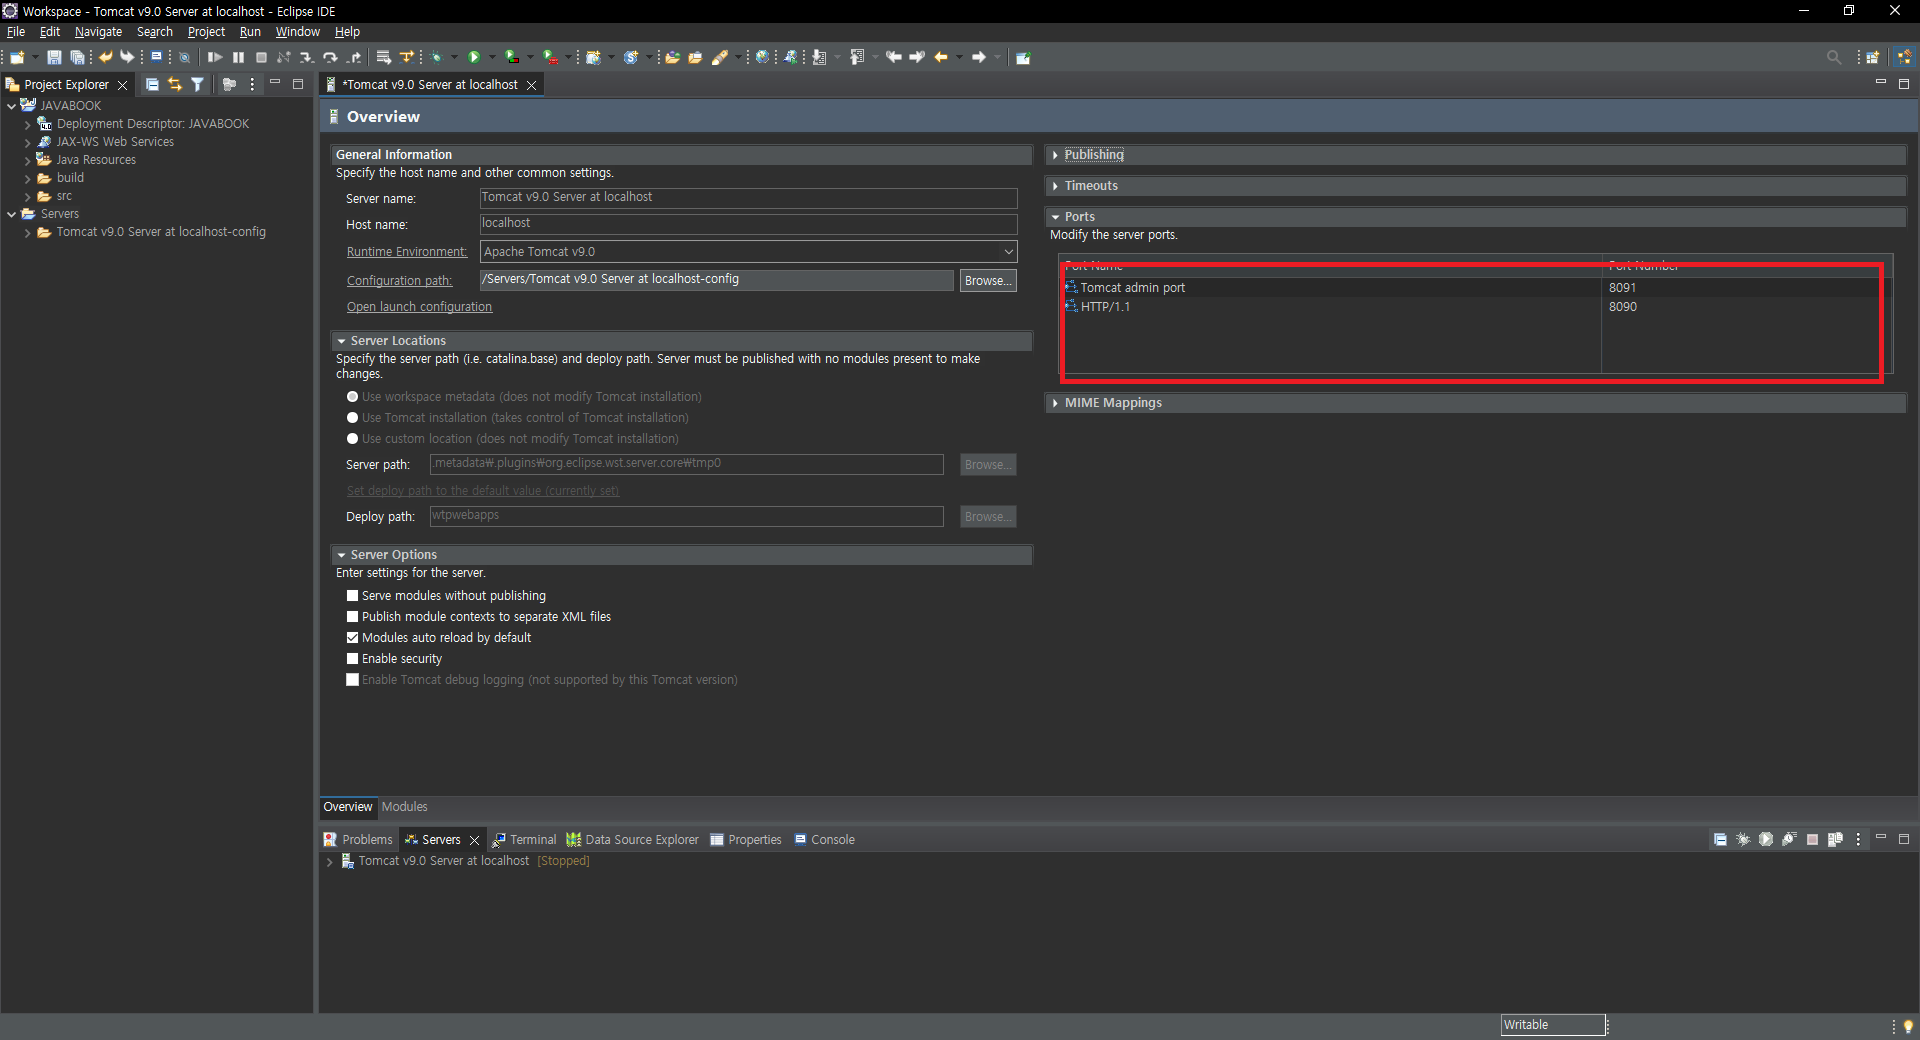 Workspace - Tomcat v9.0 Server at localhost - Eclipse IDE
File Edit Navigate Search Project Run Window Help
Project Explorer
*Tomcat v9.0 Server at localhost
JAVABOOK
Deployment Descriptor: JAVABOOK
JAX-WS Web Services
Java Resources
build
src
Servers
Tomcat v9.0 Server at localhost-config
Overview
General Information
Specify the host name and other common settings.
Server name: Tomcat v9.0 Server at localhost
Host name: localhost
Runtime Environment: Apache Tomcat v9.0
Configuration path: /Servers/Tomcat v9.0 Server at localhost-config Browse...
Open launch configuration
Server Locations
Specify the server path (i.e. catalina.base) and deploy path. Server must be published with no modules present to make
changes.
Use workspace metadata (does not modify Tomcat installation)
Use Tomcat installation (takes control of Tomcat installation)
Use custom location (does not modify Tomcat installation)
Server path: .metadata₩.plugins₩org.eclipse.wst.server.core₩tmp0 Browse...
Set deploy path to the default value (currently set)
Deploy path: wtpwebapps Browse...
Server Options
Enter settings for the server.
Serve modules without publishing
Publish module contexts to separate XML files
Modules auto reload by default
Enable security
Enable Tomcat debug logging (not supported by this Tomcat version)
Publishing
Timeouts
Ports
Modify the server ports.
Port Name Port Number
Tomcat admin port 8091
HTTP/1.1 8090
MIME Mappings
Overview Modules
Problems Servers Terminal Data Source Explorer Properties Console
Tomcat v9.0 Server at localhost [Stopped]
Writable